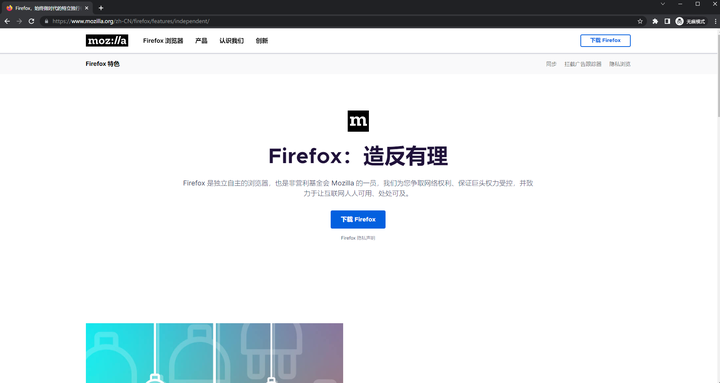 Firefox，始终领时代的独立旅行
https://www.mozilla.org/zh-CN/firefox/features/independent/
无痕模式
moz://a
Firefox 浏览器
产品
认识我们
创新
下载 Firefox
Firefox 特色
同步
拦截广告跟踪器
隐私浏览
m
Firefox：造反有理
Firefox 是独立自主的浏览器，也是非营利基金会 Mozilla 的一员，我们为您争取网络权利、保证巨头权力受控，并致
力于让互联网人人可用、处处可及。
下载 Firefox
Firefox 隐私声明